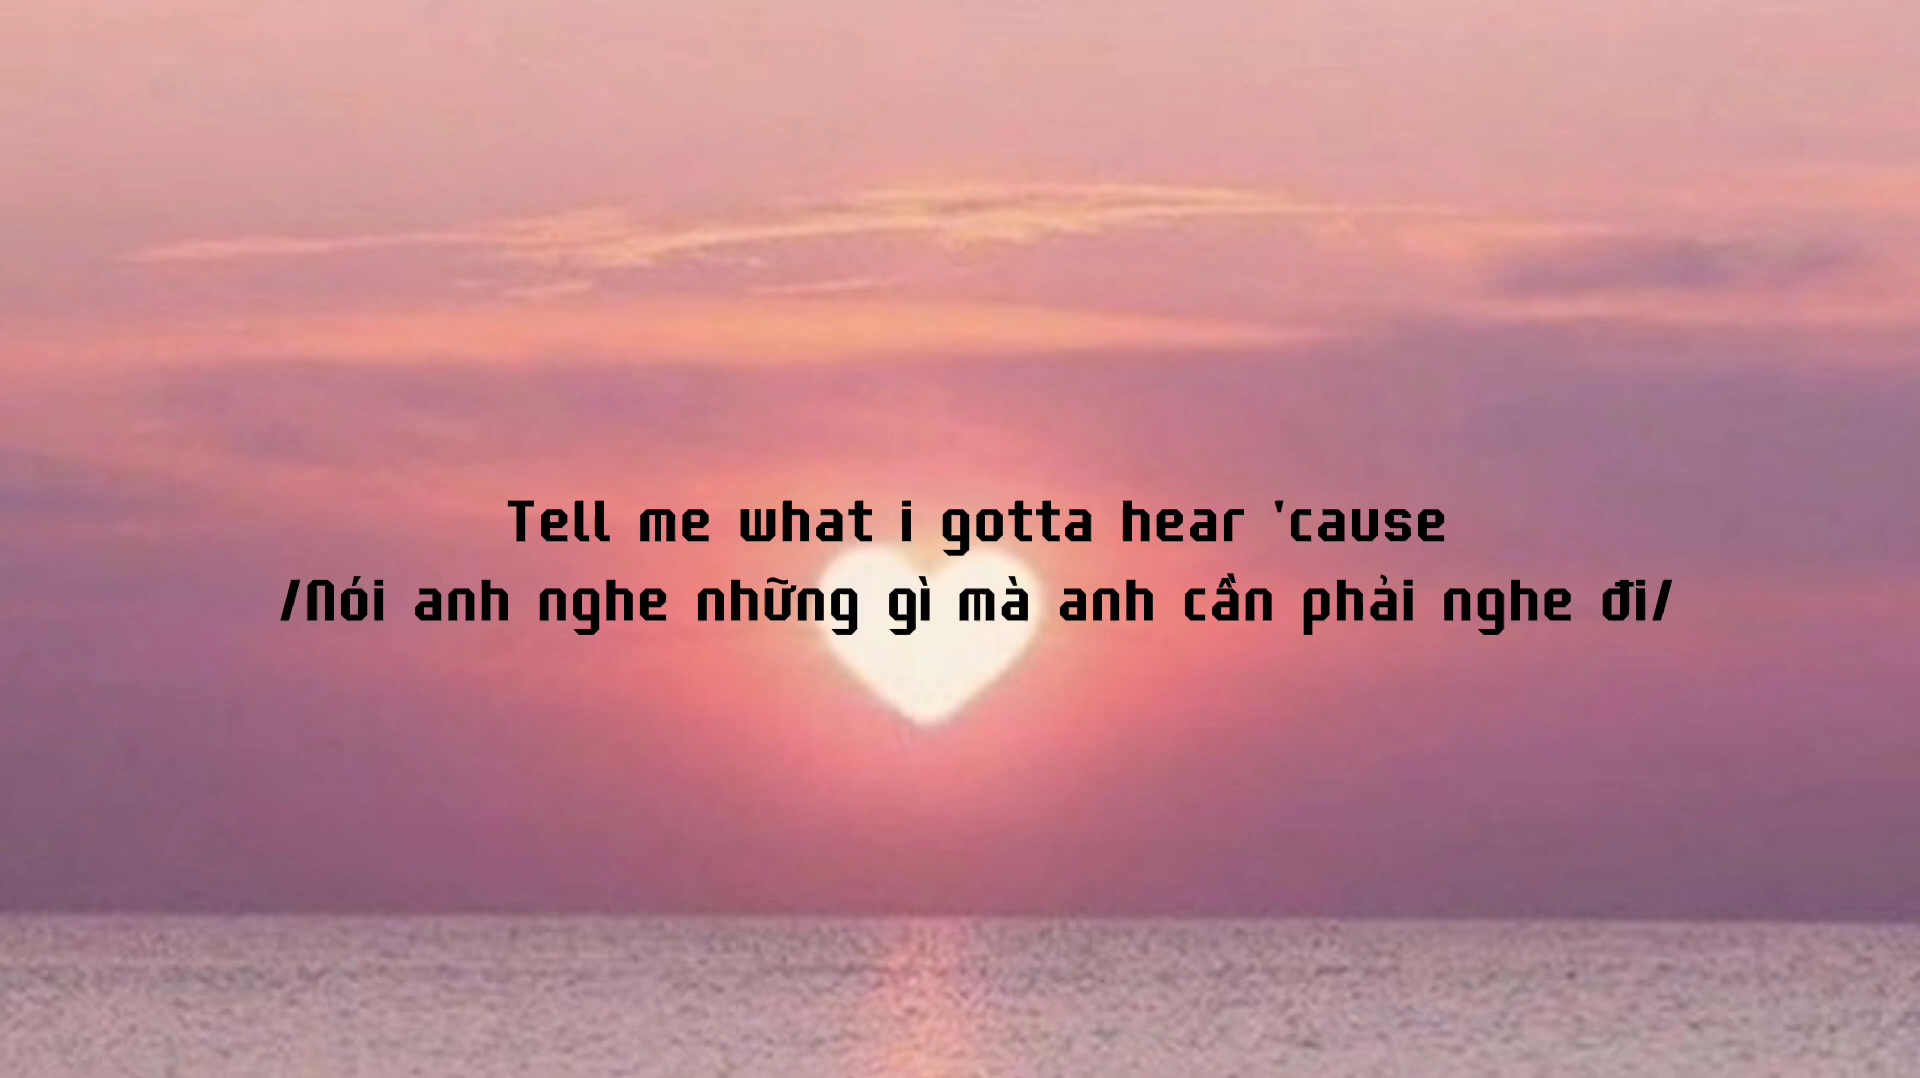 Tell me what i gotta hear 'cause
/Nói anh nghe những gì mà anh cần phải nghe đi/